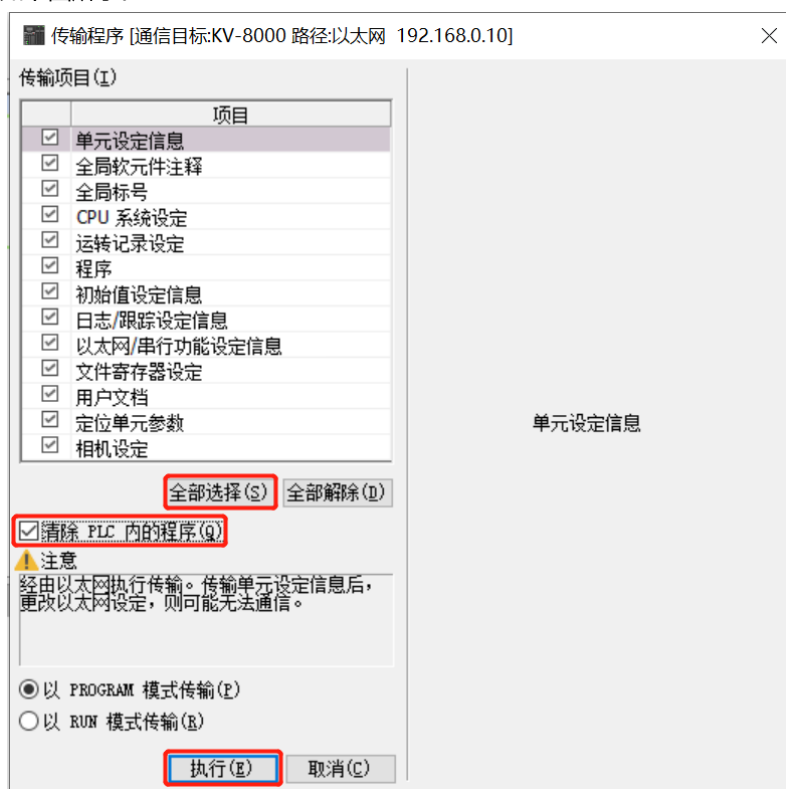 传输程序 [通信目标:KV-8000 路径:以太网 192.168.0.10]
传输项目(I)
项目
单元设定信息
全局软元件注释
全局标号
CPU 系统设定
运转记录设定
程序
初始值设定信息
日志/跟踪设定信息
以太网/串行功能设定信息
文件寄存器设定
用户文档
定位单元参数
相机设定
单元设定信息
全部选择(S) 全部解除(D)
清除 PLC 内的程序(Q)
注意
经由以太网执行传输。传输单元设定信息后,
更改以太网设定,则可能无法通信。
以 PROGRAM 模式传输(P)
以 RUN 模式传输(R)
执行(E) 取消(C)